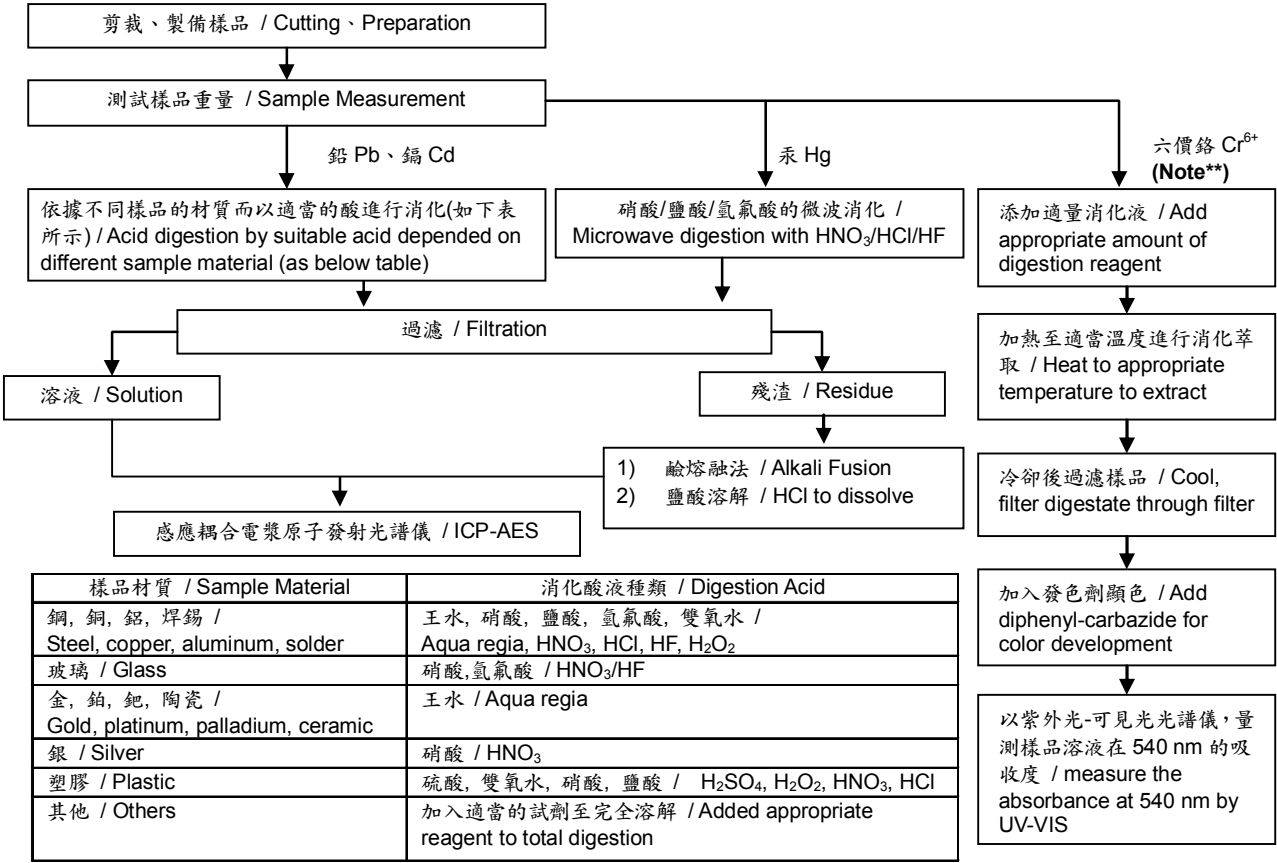 剪裁、製備樣品 / Cutting、Preparation
測試樣品重量 / Sample Measurement
鉛 Pb、鎘 Cd
汞 Hg
六價鉻 Cr6+
(Note**)
依據不同樣品的材質而以適當的酸進行消化(如下表
所示) / Acid digestion by suitable acid depended on
different sample material (as below table)
硝酸/鹽酸/氫氟酸的微波消化 /
Microwave digestion with HNO3/HCl/HF
添加適量消化液 / Add
appropriate amount of
digestion reagent
過濾 / Filtration
加熱至適當溫度進行消化萃
取 / Heat to appropriate
temperature to extract
溶液 / Solution
殘渣 / Residue
1) 鹼熔融法 / Alkali Fusion
2) 鹽酸溶解 / HCl to dissolve
冷卻後過濾樣品 / Cool,
filter digestate through filter
感應耦合電漿原子發射光譜儀 / ICP-AES
加入發色劑顯色 / Add
diphenyl-carbazide for
color development
以紫外光-可見光光譜儀，量
測樣品溶液在 540 nm 的吸
收度 / measure the
absorbance at 540 nm by
UV-VIS
樣品材質 / Sample Material
消化酸液種類 / Digestion Acid
鋼, 銅, 鋁, 焊錫 /
Steel, copper, aluminum, solder
王水, 硝酸, 鹽酸, 氫氟酸, 雙氧水 /
Aqua regia, HNO3, HCl, HF, H2O2
玻璃 / Glass
硝酸,氫氟酸 / HNO3/HF
金, 鉑, 鈀, 陶瓷 /
Gold, platinum, palladium, ceramic
王水 / Aqua regia
銀 / Silver
硝酸 / HNO3
塑膠 / Plastic
硫酸, 雙氧水, 硝酸, 鹽酸 / H2SO4, H2O2, HNO3, HCl
其他 / Others
加入適當的試劑至完全溶解 / Added appropriate
reagent to total digestion